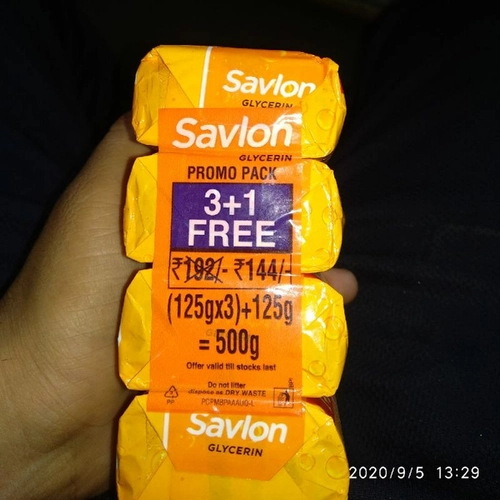 Savlon
GLYCERIN
Savlon
GLYCERIN
PROMO PACK
3+1
FREE
₹192/- ₹144/-
(125gx3)+125g
= 500g
Offer valid till stocks last
Do not litter
dispose as DRY WASTE
PP
Savlon
GLYCERIN
2020/9/5 13:29